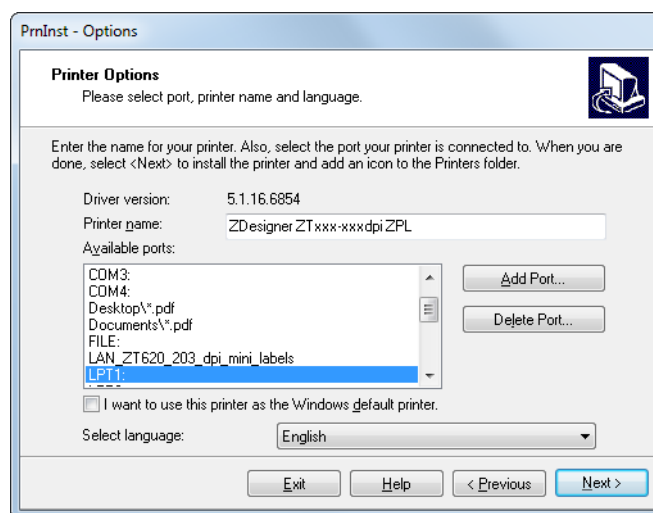 PrnInst - Options
Printer Options
Please select port, printer name and language.
Enter the name for your printer. Also, select the port your printer is connected to. When you are
done, select <Next> to install the printer and add an icon to the Printers folder.
Driver version: 5.1.16.6854
Printer name: ZDesigner ZTxxx-xxxdpi ZPL
Available ports:
COM3:
COM4:
Desktop\*.pdf
Documents\*.pdf
FILE:
LAN_ZT620_203_dpi_mini_labels
LPT1:
Add Port...
Delete Port...
I want to use this printer as the Windows default printer.
Select language: English
Exit Help < Previous Next >